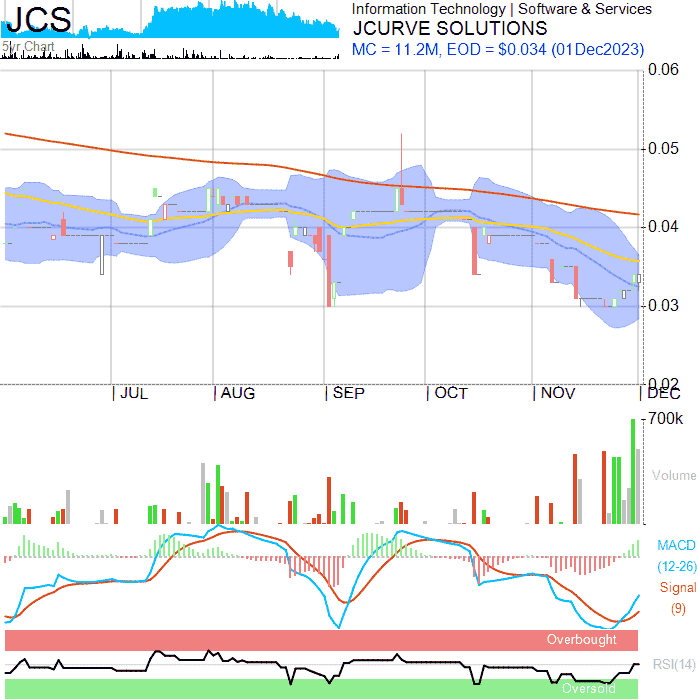 JCS
Information Technology | Software & Services
JCURVE SOLUTIONS
MC = 11.2M, EOD = $0.034 (01Dec2023)
5yr Chart
0.06
0.05
0.04
0.03
0.02
| JUL | AUG | SEP | OCT | NOV | DEC
700k
Volume
MACD
(12-26)
Signal
(9)
Overbought
RSI(14)
Oversold